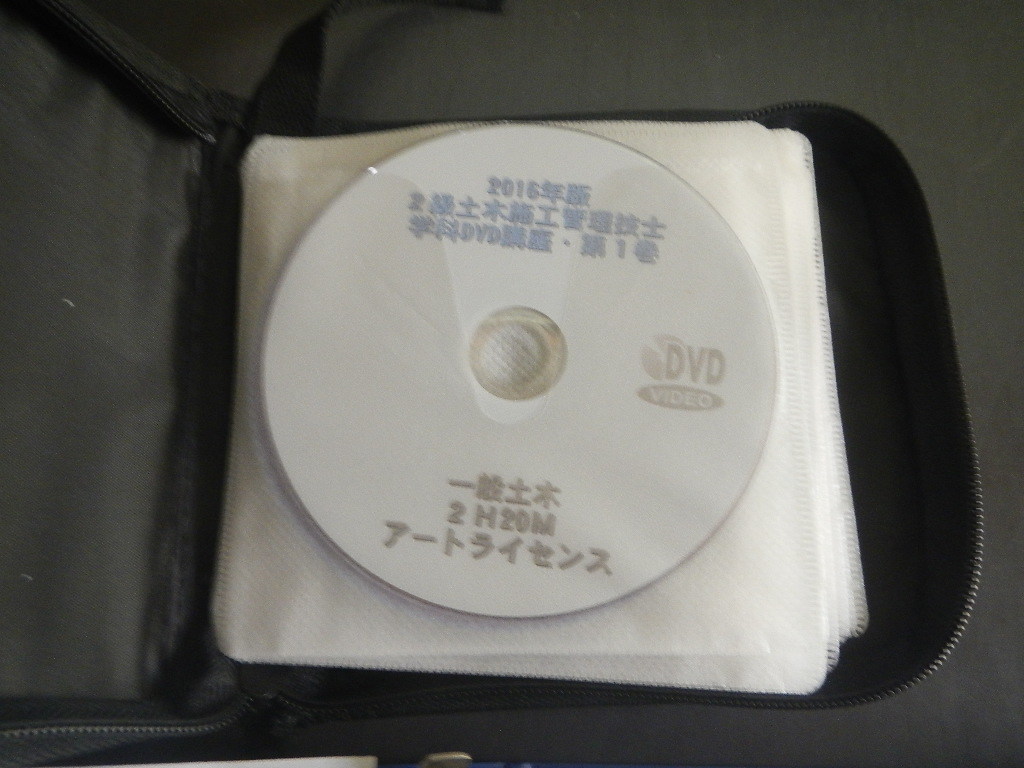 2016年版
２級土木施工管理技士
学科DVD講座・第１巻
DVD
VIDEO
一般土木
２H20M
アートライセンス